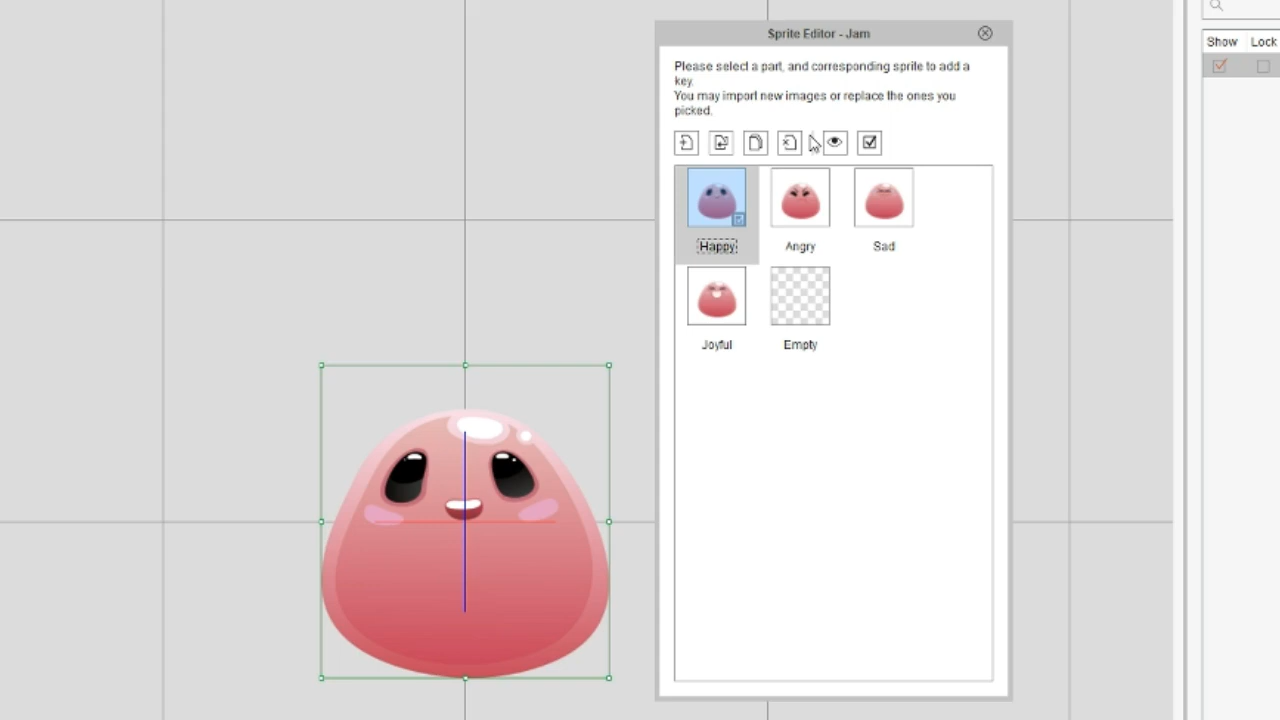 Sprite Editor - Jam
Show Lock
Please select a part, and corresponding sprite to add a
key.
You may import new images or replace the ones you
picked.
Happy Angry Sad
Joyful Empty